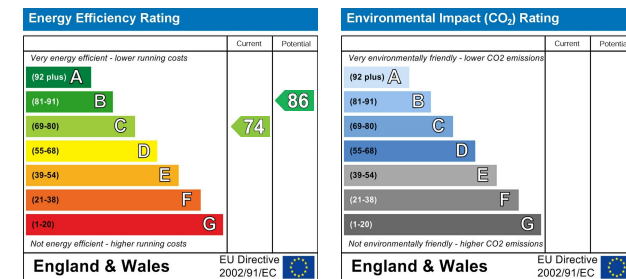 Energy Efficiency Rating
Current Potential
Very energy efficient - lower running costs
(92 plus) A
(81-91) B
86
(69-80) C
74
(55-68) D
(39-54) E
(21-38) F
(1-20) G
Not energy efficient - higher running costs
England & Wales
EU Directive
2002/91/EC
Environmental Impact (CO₂) Rating
Current Potential
Very environmentally friendly - lower CO2 emissions
(92 plus) A
(81-91) B
(69-80) C
(55-68) D
(39-54) E
(21-38) F
(1-20) G
Not environmentally friendly - higher CO2 emissions
England & Wales
EU Directive
2002/91/EC